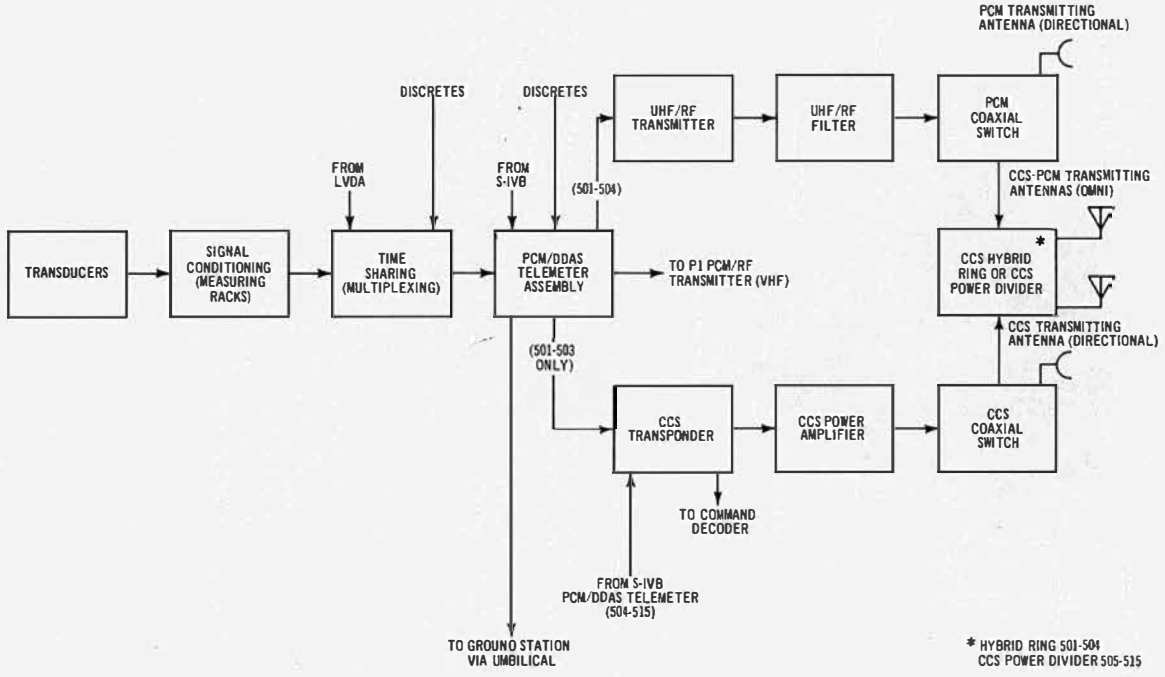 PCM TRANSMITTING
ANTENNA (DIRECTIONAL)
DISCRETES
DISCRETES
UHF/RF
TRANSMITTER
UHF/RF
FILTER
PCM
COAXIAL
SWITCH
FROM
LVDA
FROM
S-IVB
(501-504)
CCS-PCM TRANSMITTING
ANTENNAS (OMNI)
TRANSDUCERS
SIGNAL
CONDITIONING
(MEASURING
RACKS)
TIME
SHARING
(MULTIPLEXING)
PCM/DDAS
TELEMETER
ASSEMBLY
TO P1 PCM/RF
TRANSMITTER (VHF)
*
CCS HYBRID
RING OR CCS
POWER DIVIDER
CCS TRANSMITTING
ANTENNA (DIRECTIONAL)
(501-503
ONLY)
CCS
TRANSPONDER
CCS POWER
AMPLIFIER
CCS
COAXIAL
SWITCH
TO COMMAND
DECODER
FROM S-IVB
PCM/DDAS TELEMETER
(504-515)
TO GROUND STATION
VIA UMBILICAL
* HYBRID RING 501-504
CCS POWER DIVIDER 505-515